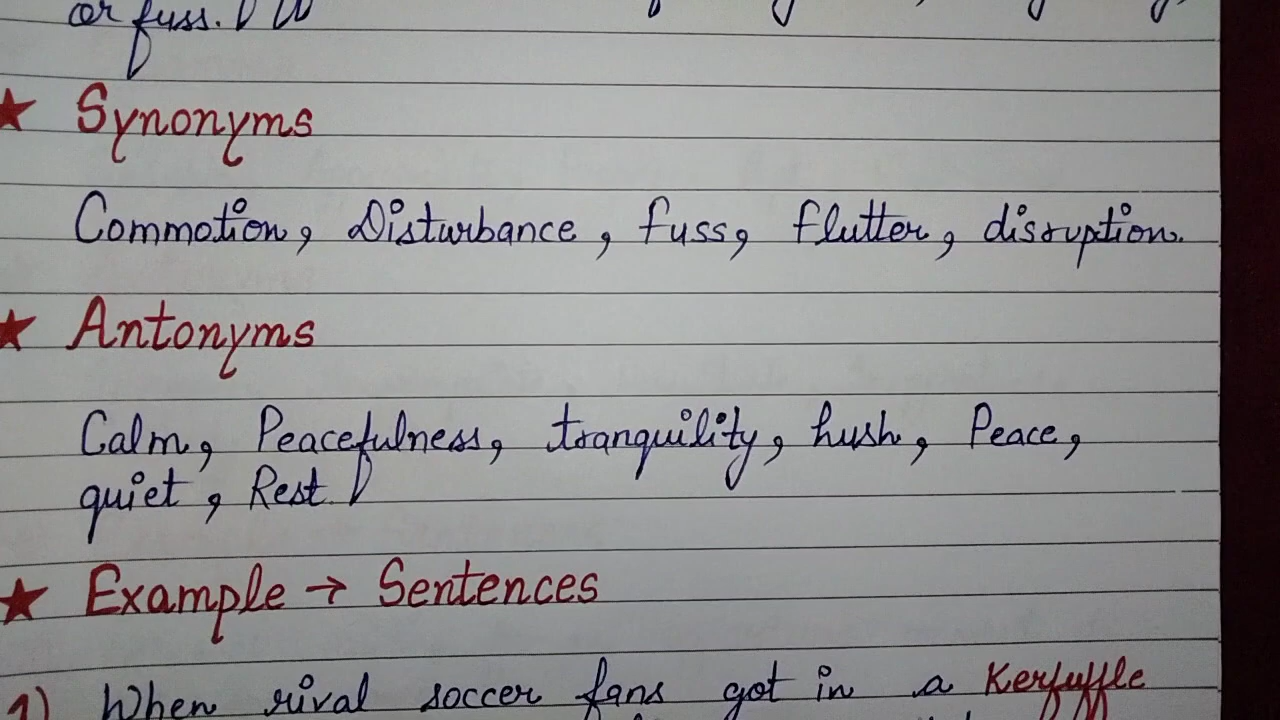 or fuss.
★ Synonyms
Commotion, Disturbance, fuss, flutter, disruption.
★ Antonyms
Calm, Peacefulness, tranquility, hush, Peace,
quiet, Rest.
★ Example → Sentences
1) When rival soccer fans got in a Kerfuffle